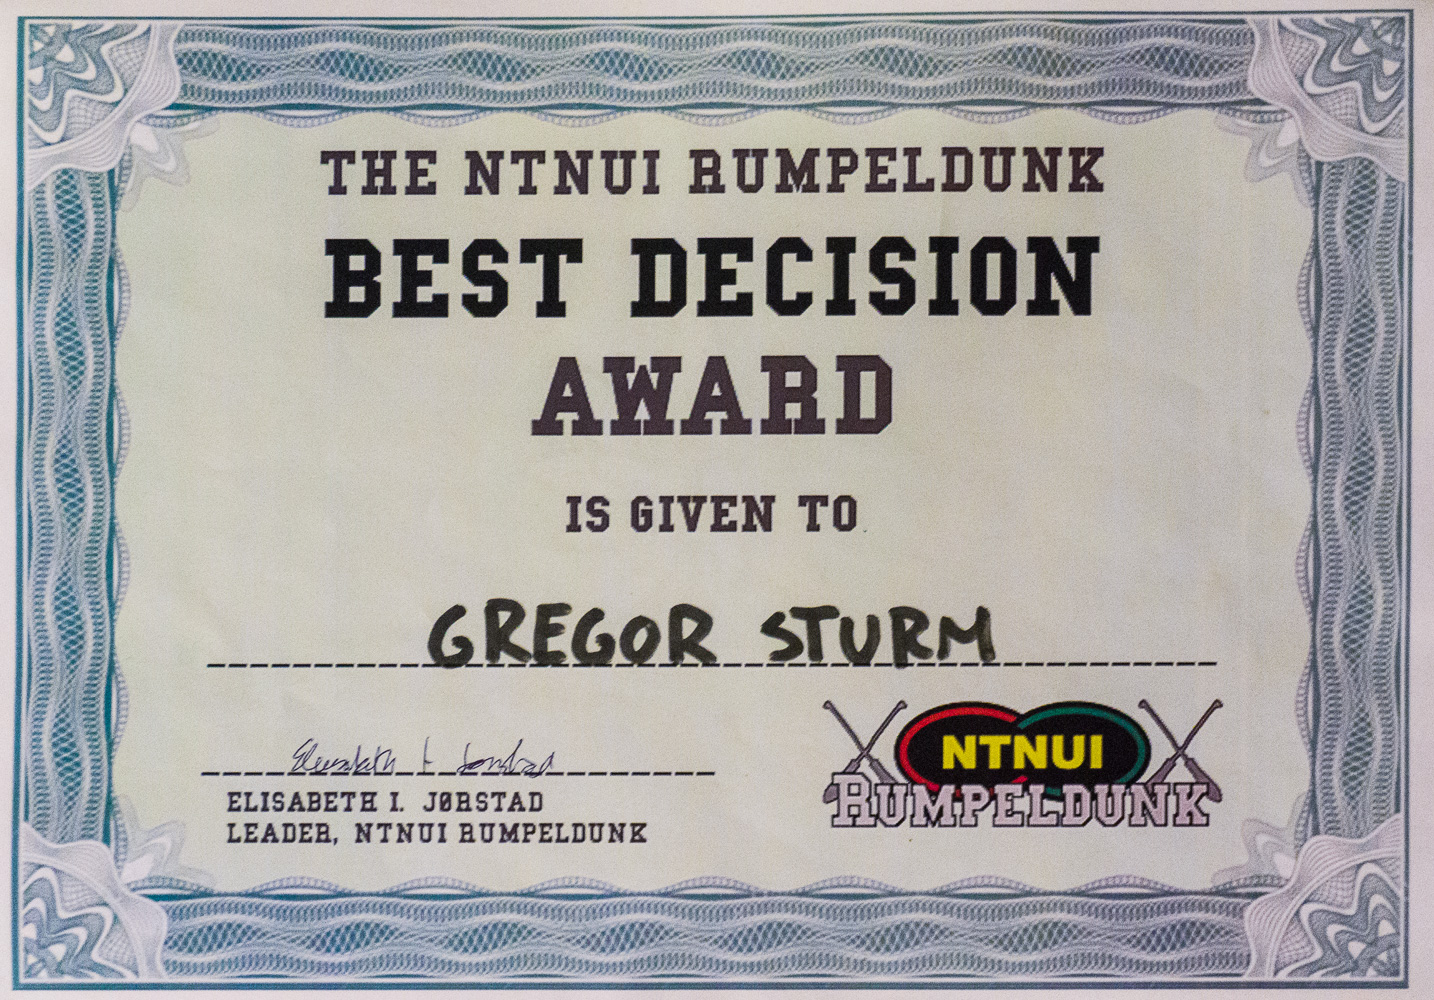 THE NTNUI RUMPELDUNK
BEST DECISION
AWARD
IS GIVEN TO
GREGOR STURM
Elisabeth I Jørstad
ELISABETH I. JØRSTAD
LEADER, NTNUI RUMPELDUNK
NTNUI
RUMPELDUNK